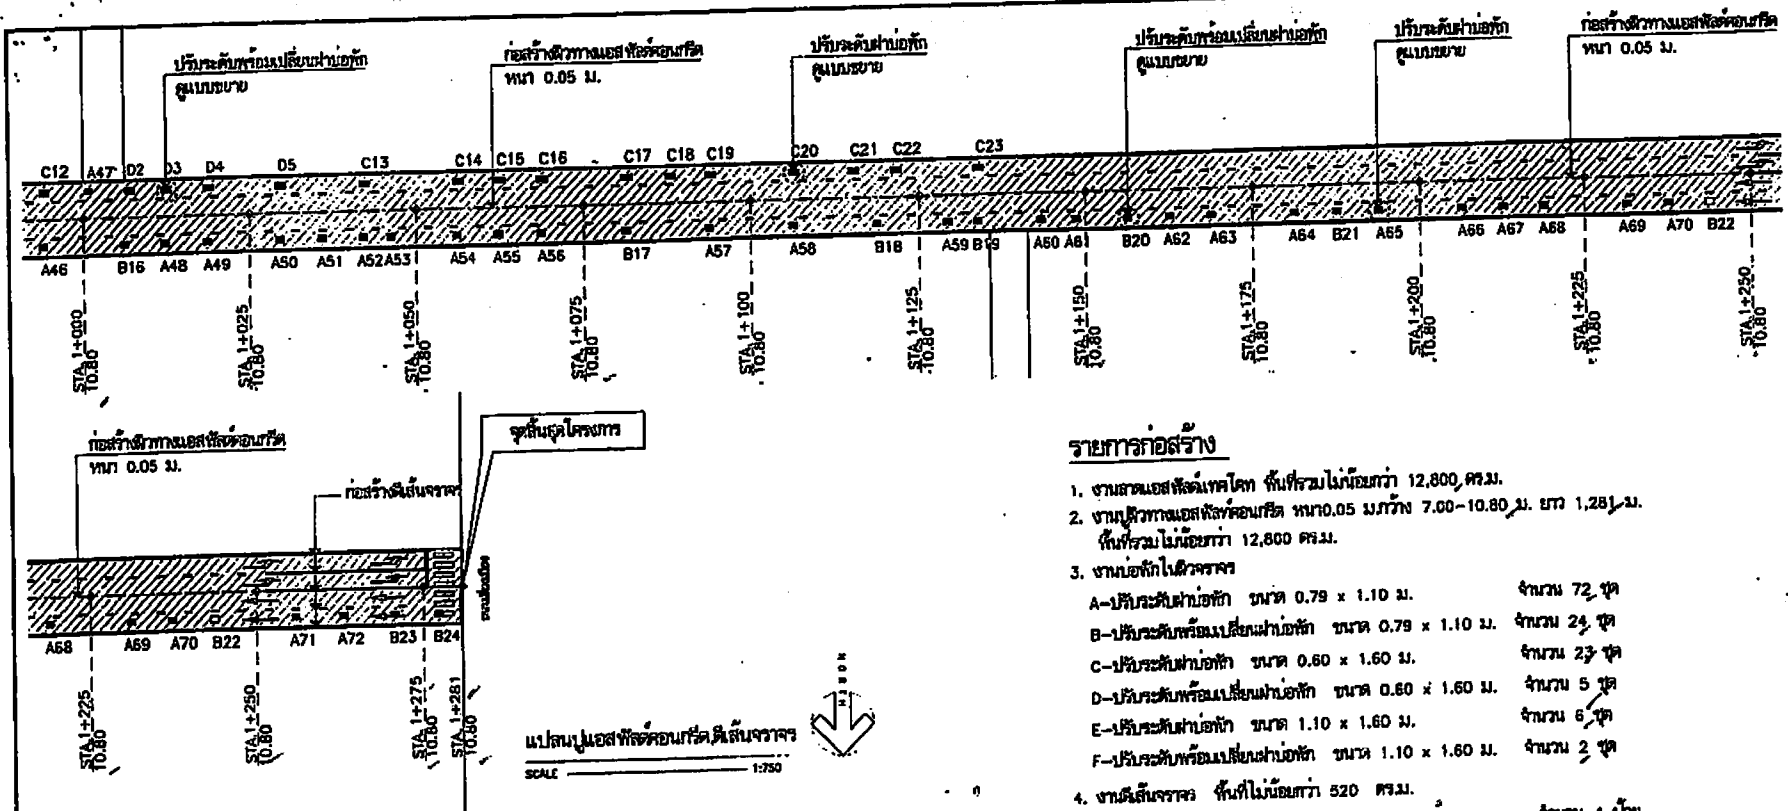 ปรับระดับพร้อมเปลี่ยนฝาบ่อพัก
ดูแบบขยาย
ก่อสร้างผิวทางแอสฟัลต์คอนกรีต
หนา 0.05 ม.
ปรับระดับฝาบ่อพัก
ดูแบบขยาย
ปรับระดับพร้อมเปลี่ยนฝาบ่อพัก
ดูแบบขยาย
ปรับระดับฝาบ่อพัก
ดูแบบขยาย
ก่อสร้างผิวทางแอสฟัลต์คอนกรีต
หนา 0.05 ม.
C12 A47 D2 D3 D4 D5 C13 C14 C15 C16 C17 C18 C19 C20 C21 C22 C23
A46 B16 A48 A49 A50 A51 A52 A53 A54 A55 A56 B17 A57 A58 B18 A59 B19 A60 A61 B20 A62 A63 A64 B21 A65 A66 A67 A68 A69 A70 B22
STA.1+000
10.80
STA.1+025
10.80
STA.1+050
10.80
STA.1+075
10.80
STA.1+100
10.80
STA.1+125
10.80
STA.1+150
10.80
STA.1+175
10.80
STA.1+200
10.80
STA.1+225
10.80
STA.1+250
10.80
ก่อสร้างผิวทางแอสฟัลต์คอนกรีต
หนา 0.05 ม.
ก่อสร้างตีเส้นจราจร
จุดสิ้นสุดโครงการ
A68 A69 A70 B22 A71 A72 B23 B24
STA.1+225
10.80
STA.1+250
10.80
STA.1+275
10.80
STA.1+281
10.80
แปลนปูแอสฟัลต์คอนกรีต,ตีเส้นจราจร
SCALE 1:750
NORTH
รายการก่อสร้าง
1. งานลาดแอสฟัลต์แทคโคท พื้นที่รวมไม่น้อยกว่า 12,800 ตร.ม.
2. งานปูผิวทางแอสฟัลท์คอนกรีต หนา0.05 ม.กว้าง 7.00-10.80 ม. ยาว 1,281 ม.
พื้นที่รวมไม่น้อยกว่า 12,800 ตร.ม.
3. งานบ่อพักในผิวจราจร
A-ปรับระดับฝาบ่อพัก ขนาด 0.79 x 1.10 ม. จำนวน 72 ชุด
B-ปรับระดับพร้อมเปลี่ยนฝาบ่อพัก ขนาด 0.79 x 1.10 ม. จำนวน 24 ชุด
C-ปรับระดับฝาบ่อพัก ขนาด 0.60 x 1.60 ม. จำนวน 23 ชุด
D-ปรับระดับพร้อมเปลี่ยนฝาบ่อพัก ขนาด 0.60 x 1.60 ม. จำนวน 5 ชุด
E-ปรับระดับฝาบ่อพัก ขนาด 1.10 x 1.60 ม. จำนวน 6 ชุด
F-ปรับระดับพร้อมเปลี่ยนฝาบ่อพัก ขนาด 1.10 x 1.60 ม. จำนวน 2 ชุด
4. งานตีเส้นจราจร พื้นที่ไม่น้อยกว่า 520 ตร.ม.